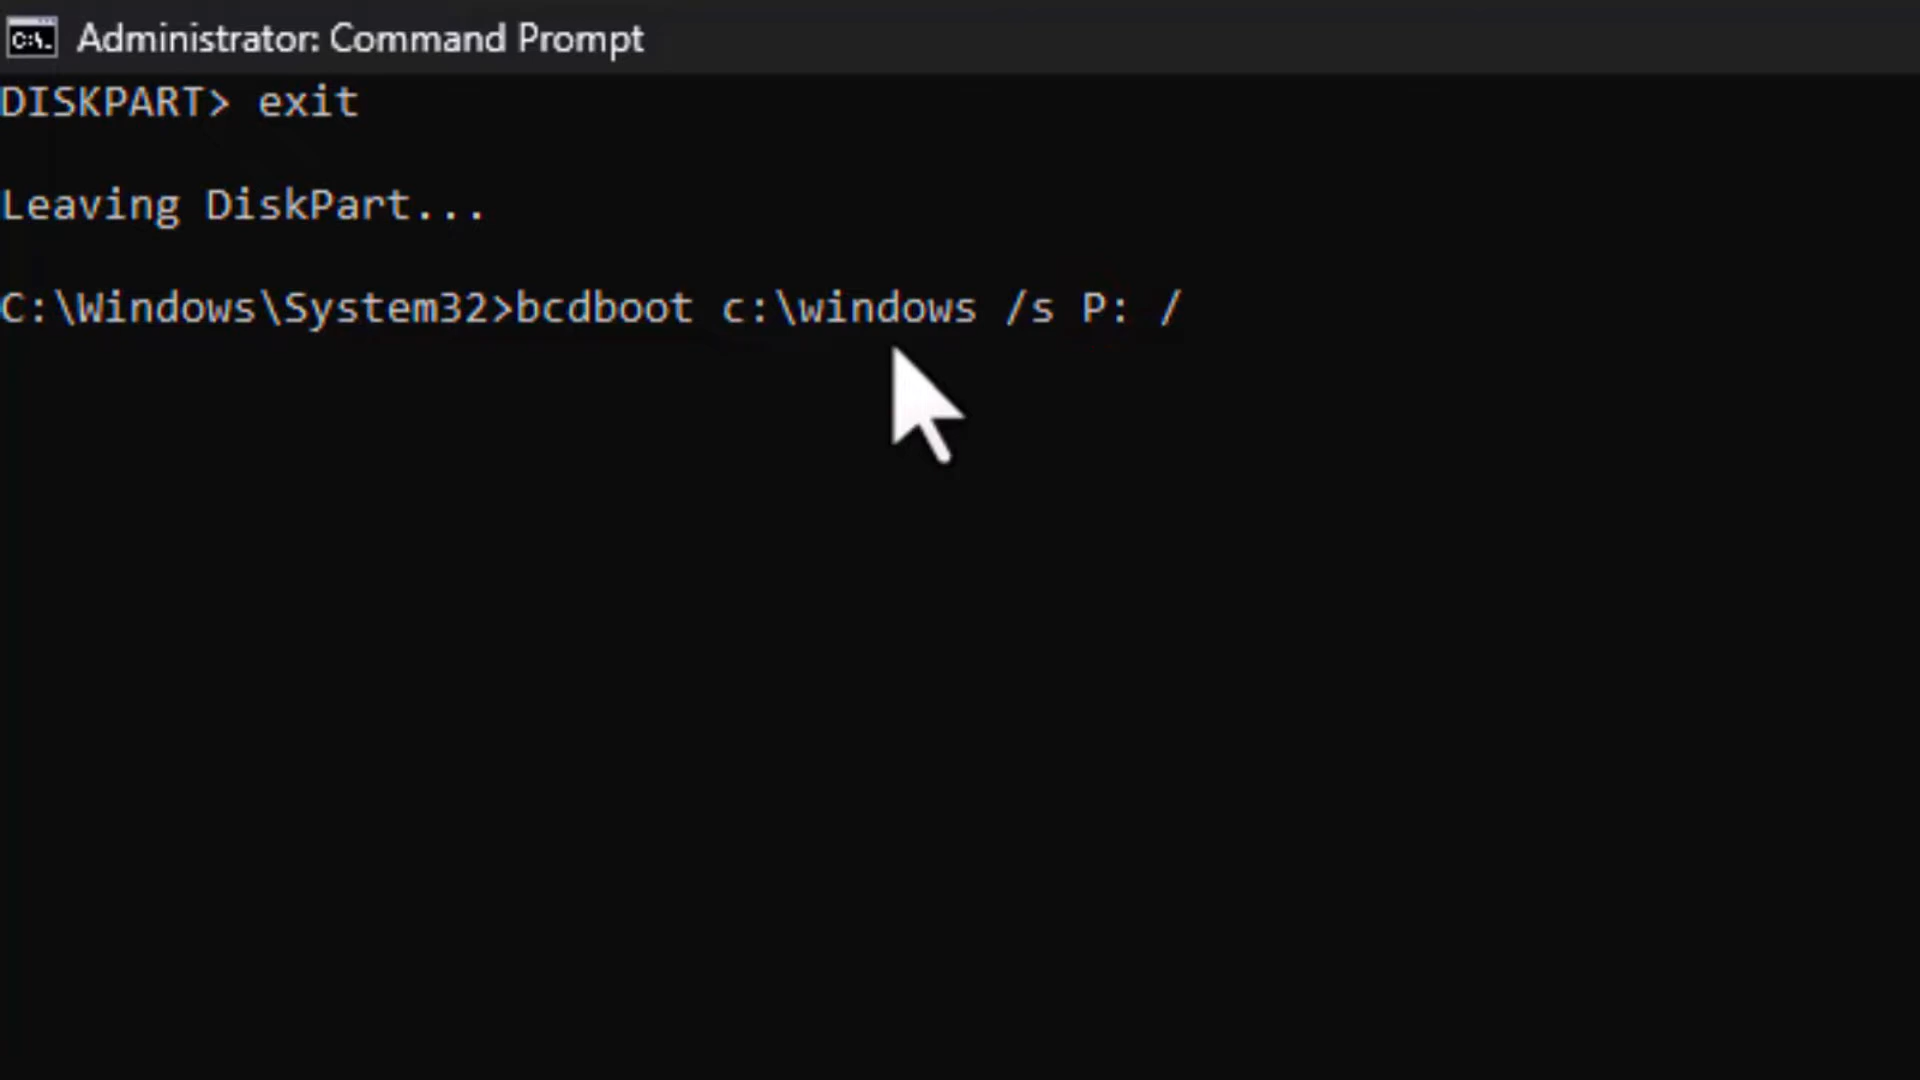 Administrator: Command Prompt
DISKPART> exit
Leaving DiskPart...
C:\Windows\System32>bcdboot c:\windows /s P: /